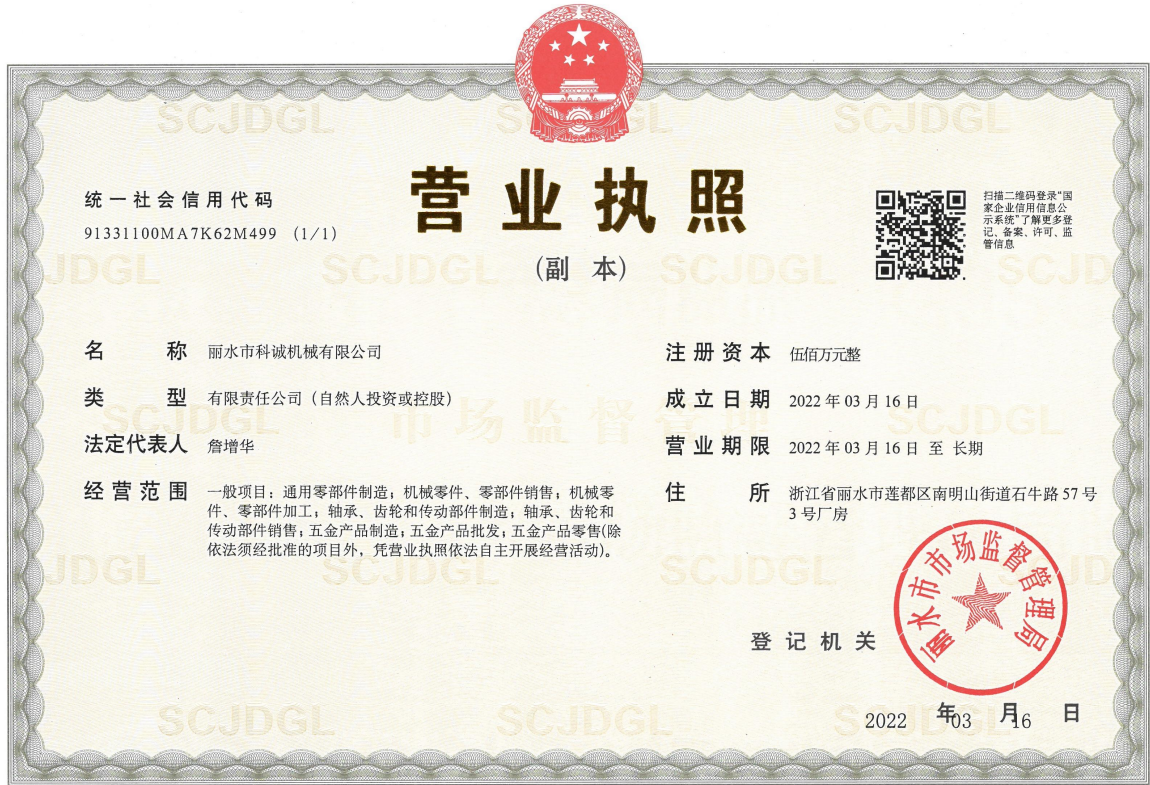 营业执照
(副 本)
统一社会信用代码
91331100MA7K62M499 (1/1)
扫描二维码登录“国
家企业信用信息公
示系统”了解更多登
记、备案、许可、监
管信息
名 称 丽水市科诚机械有限公司
类 型 有限责任公司（自然人投资或控股）
法定代表人 詹增华
经营范围 一般项目：通用零部件制造；机械零件、零部件销售；机械零
件、零部件加工；轴承、齿轮和传动部件制造；轴承、齿轮和
传动部件销售；五金产品制造；五金产品批发；五金产品零售(除
依法须经批准的项目外，凭营业执照依法自主开展经营活动)。
注册资本 伍佰万元整
成立日期 2022年03月16日
营业期限 2022年03月16日 至 长期
住 所 浙江省丽水市莲都区南明山街道石牛路57号
3号厂房
登记机关
丽水市市场监督管理局
2022 年 03 月 16 日
SCJDGL
市场监督管理